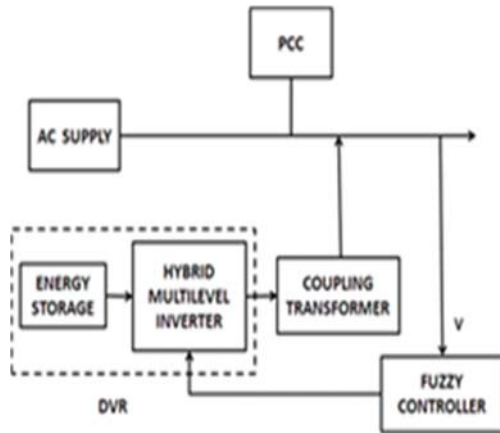 PCC
AC SUPPLY
ENERGY
STORAGE
HYBRID
MULTILEVEL
INVERTER
COUPLING
TRANSFORMER
V
FUZZY
CONTROLLER
DVR